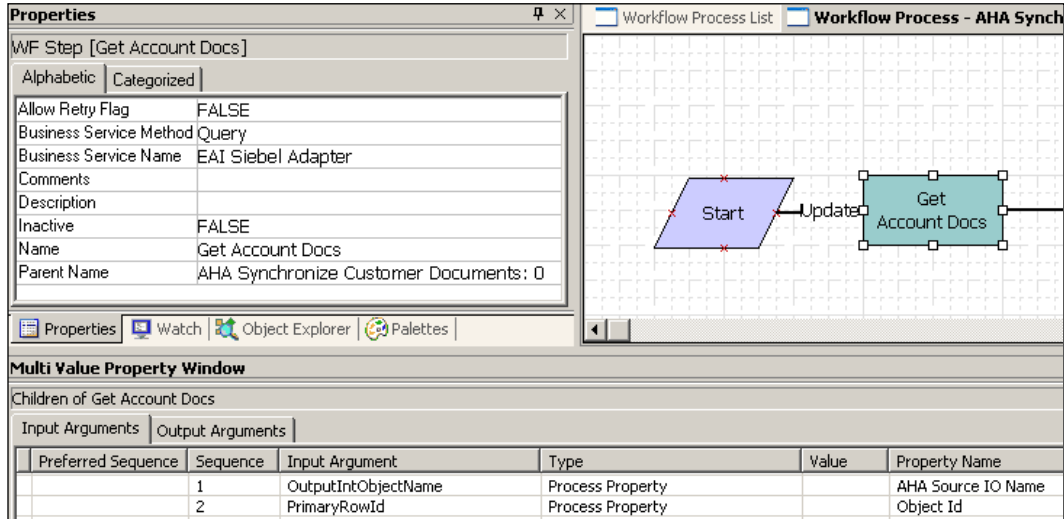 Properties
Workflow Process List Workflow Process - AHA Synch
WF Step [Get Account Docs]
Alphabetic Categorized
Allow Retry Flag FALSE
Business Service Method Query
Business Service Name EAI Siebel Adapter
Comments
Description
Inactive FALSE
Name Get Account Docs
Parent Name AHA Synchronize Customer Documents: 0
Start
Update
Get
Account Docs
Properties Watch Object Explorer Palettes
Multi Value Property Window
Children of Get Account Docs
Input Arguments Output Arguments
Preferred Sequence Sequence Input Argument Type Value Property Name
1 OutputIntObjectName Process Property AHA Source IO Name
2 PrimaryRowId Process Property Object Id